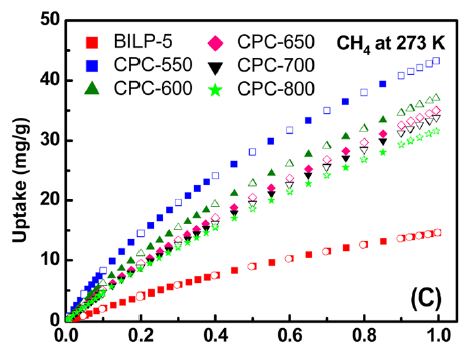 50
40
30
20
10
0
Uptake (mg/g)
BILP-5
CPC-550
CPC-600
CPC-650
CPC-700
CPC-800
CH₄ at 273 K
(C)
0.0 0.2 0.4 0.6 0.8 1.0